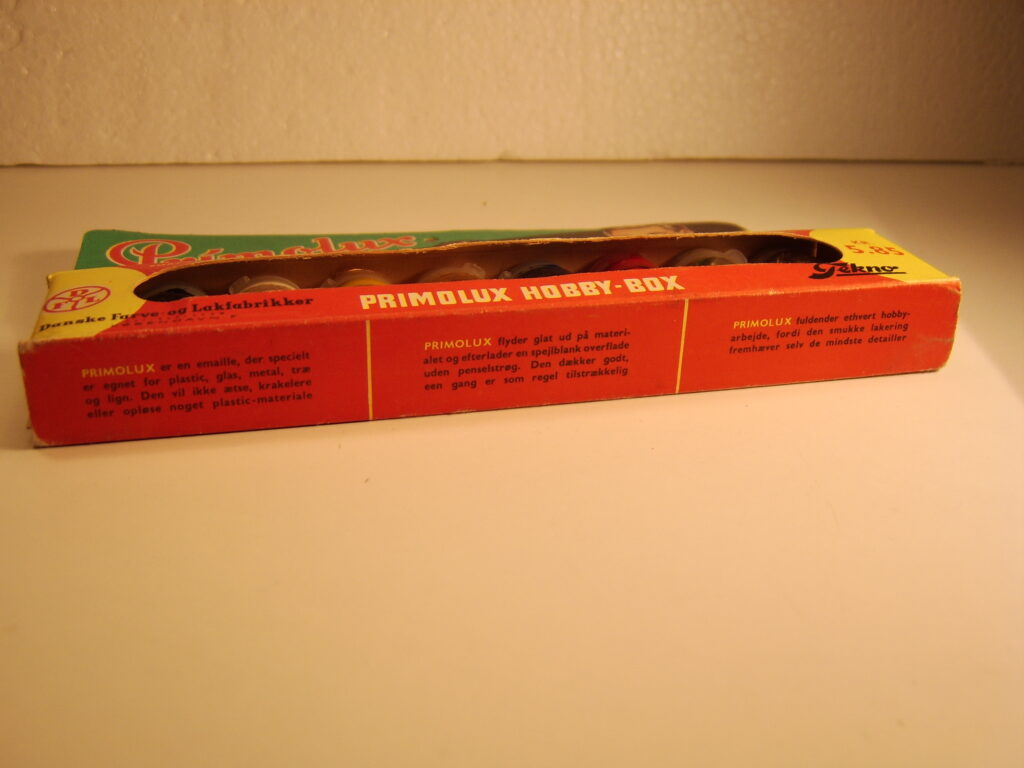 Primolux
KR.
5.85
Tekno
DFL
Danske Farve- og Lakfabrikker
PRIMOLUX HOBBY-BOX
PRIMOLUX er en emaille, der specielt
er egnet for plastic, glas, metal, træ
og lign. Den vil ikke ætse, krakelere
eller opløse noget plastic-materiale
PRIMOLUX flyder glat ud på materi-
alet og efterlader en spejlblank overflade
uden penselstrøg. Den dækker godt,
een gang er som regel tilstrækkelig
PRIMOLUX fuldender ethvert hobby-
arbejde, fordi den smukke lakering
fremhæver selv de mindste detailler